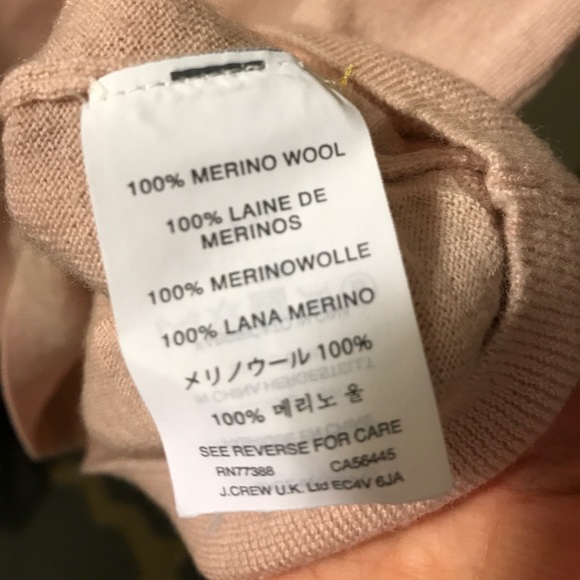 100% MERINO WOOL
100% LAINE DE
MERINOS
100% MERINOWOLLE
100% LANA MERINO
メリノウール 100%
100% 메리노 울
SEE REVERSE FOR CARE
RN77388 CA56445
J.CREW U.K. Ltd EC4V 6JA